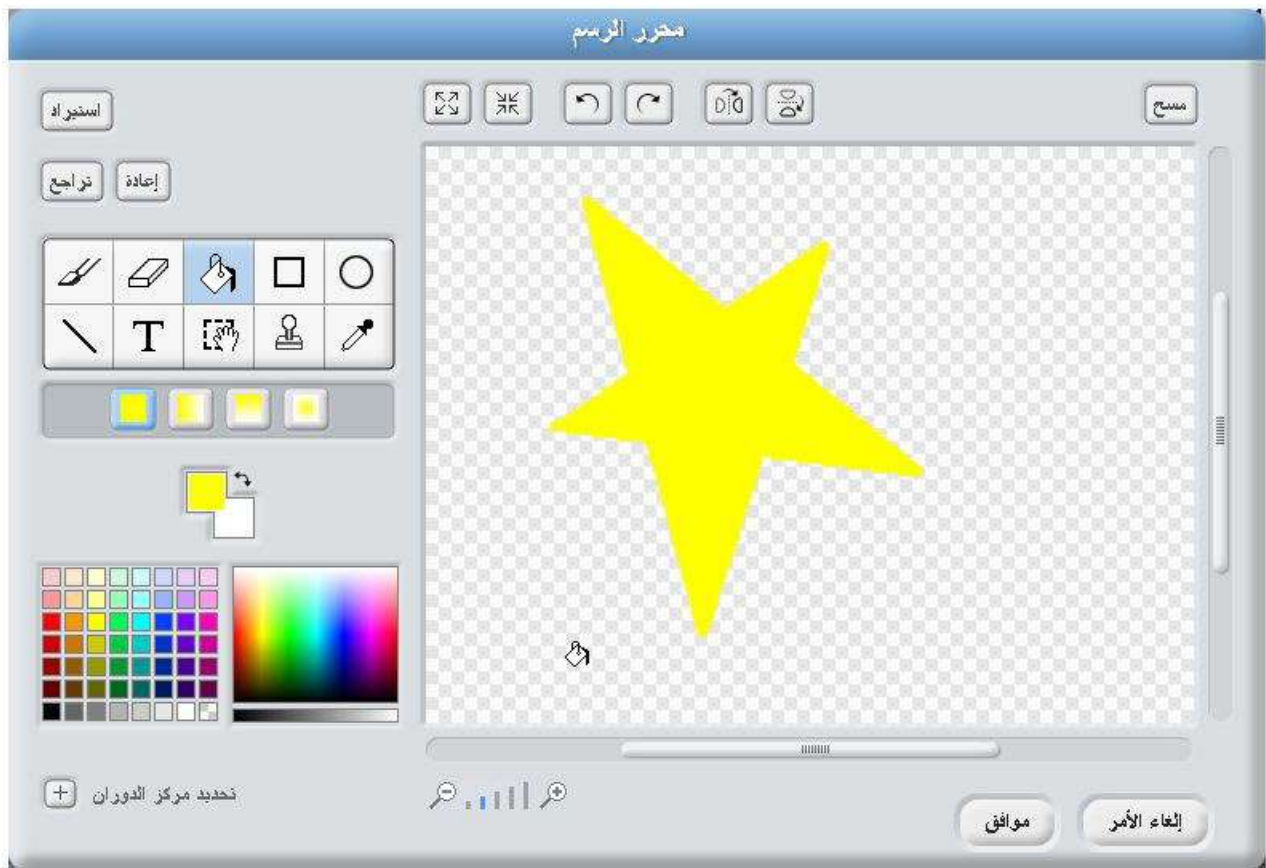 محرر الرسم
استيراد
مسح
تراجع
إعادة
T
تحديد مركز الدوران
موافق
إلغاء الأمر